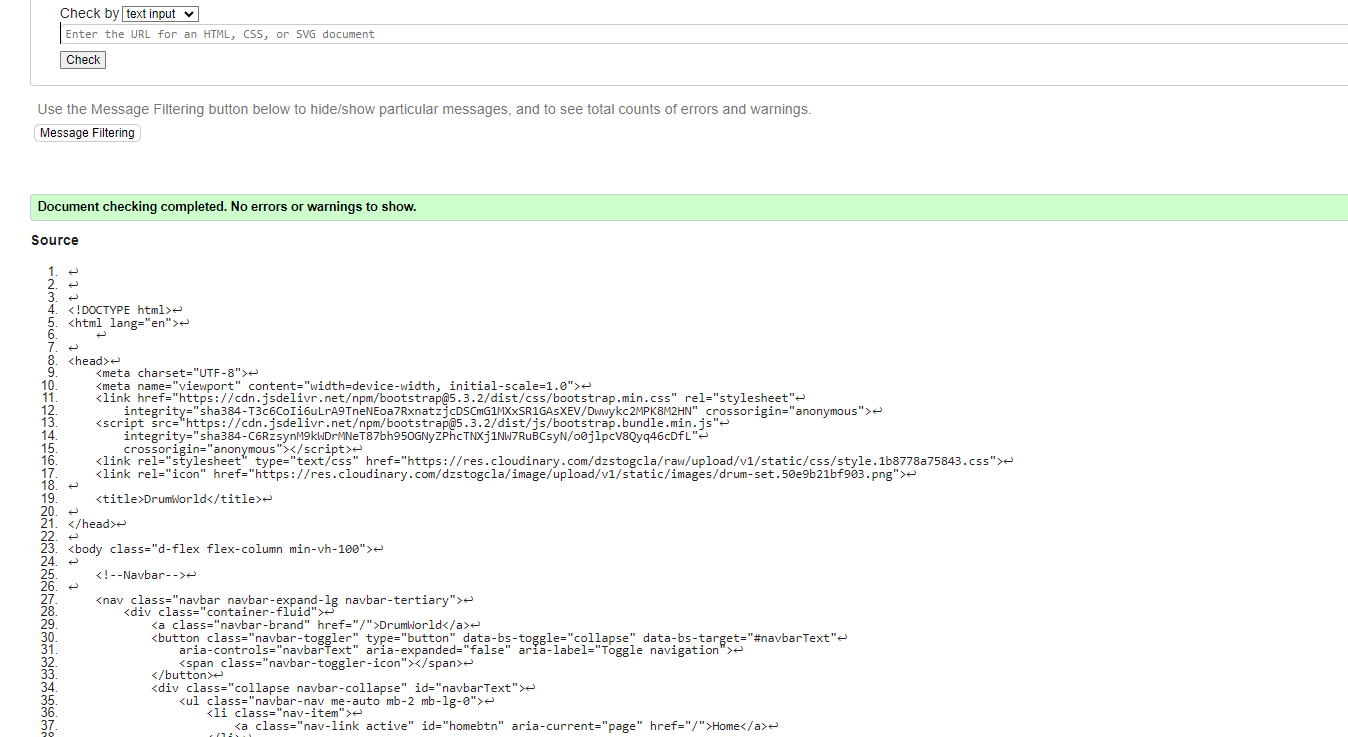 Check by text input
Enter the URL for an HTML, CSS, or SVG document
Check
Use the Message Filtering button below to hide/show particular messages, and to see total counts of errors and warnings.
Message Filtering
Document checking completed. No errors or warnings to show.
Source
1. ↩
2. ↩
3. ↩
4. <!DOCTYPE html>↩
5. <html lang="en">↩
6. ↩
7. ↩
8. <head>↩
9. <meta charset="UTF-8">↩
10. <meta name="viewport" content="width=device-width, initial-scale=1.0">↩
11. <link href="https://cdn.jsdelivr.net/npm/bootstrap@5.3.2/dist/css/bootstrap.min.css" rel="stylesheet"↩
12. integrity="sha384-T3c6CoIi6uLrA9TneNEoa7RxnatzjcDSCmG1MXxSR1GAsXEV/Dwwykc2MPK8M2HN" crossorigin="anonymous">↩
13. <script src="https://cdn.jsdelivr.net/npm/bootstrap@5.3.2/dist/js/bootstrap.bundle.min.js"↩
14. integrity="sha384-C6RzsynM9kWDrMNeT87bh95OGNyZPhcTNXj1NW7RuBCsyN/o0jlpcV8Qyq46cDfL"↩
15. crossorigin="anonymous"></script>↩
16. <link rel="stylesheet" type="text/css" href="https://res.cloudinary.com/dzstogcla/raw/upload/v1/static/css/style.1b8778a75843.css">↩
17. <link rel="icon" href="https://res.cloudinary.com/dzstogcla/image/upload/v1/static/images/drum-set.50e9b21bf903.png">↩
18. ↩
19. <title>DrumWorld</title>↩
20. ↩
21. </head>↩
22. ↩
23. <body class="d-flex flex-column min-vh-100">↩
24. ↩
25. <!--Navbar-->↩
26. ↩
27. <nav class="navbar navbar-expand-lg navbar-tertiary">↩
28. <div class="container-fluid">↩
29. <a class="navbar-brand" href="/">DrumWorld</a>↩
30. <button class="navbar-toggler" type="button" data-bs-toggle="collapse" data-bs-target="#navbarText"↩
31. aria-controls="navbarText" aria-expanded="false" aria-label="Toggle navigation">↩
32. <span class="navbar-toggler-icon"></span>↩
33. </button>↩
34. <div class="collapse navbar-collapse" id="navbarText">↩
35. <ul class="navbar-nav me-auto mb-2 mb-lg-0">↩
36. <li class="nav-item">↩
37. <a class="nav-link active" id="homebtn" aria-current="page" href="/">Home</a>↩
38. </li>↩